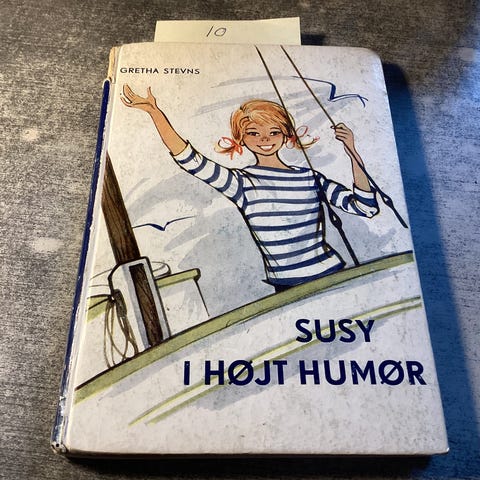 10
GRETHA STEVNS
SUSY
I HØJT HUMØR